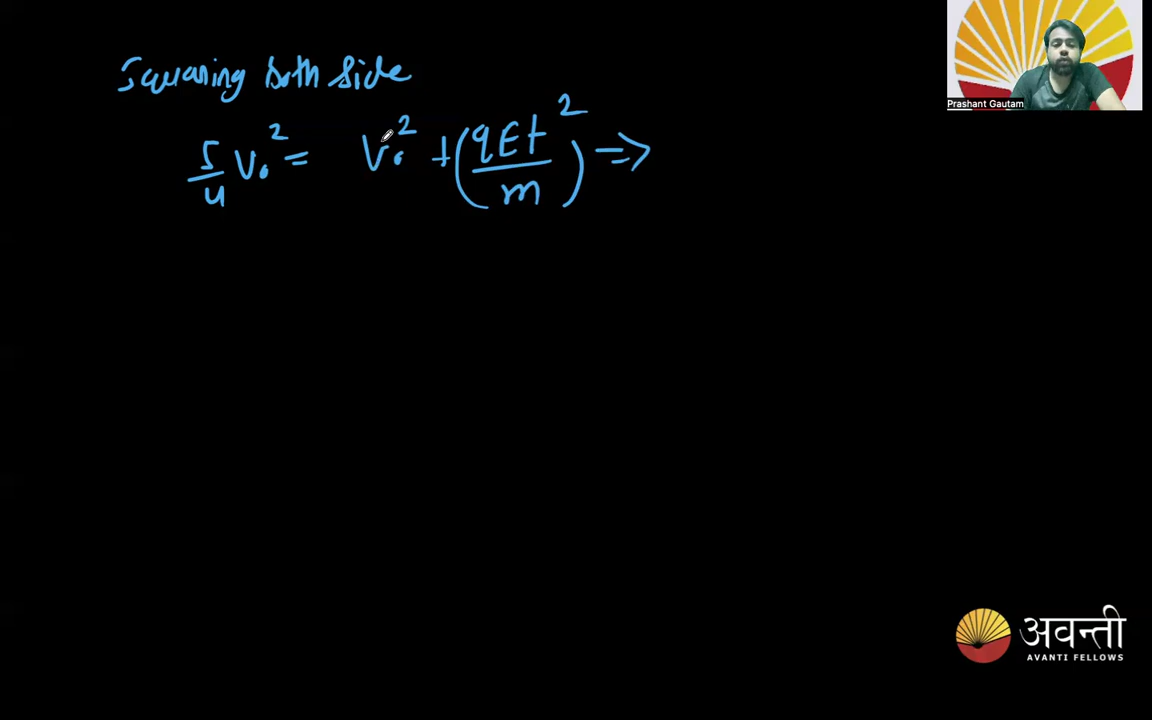 Squaring both side
5/4 V₀² = V₀² + (qEt/m)² =>
Prashant Gautam
अवन्ती
AVANTI FELLOWS